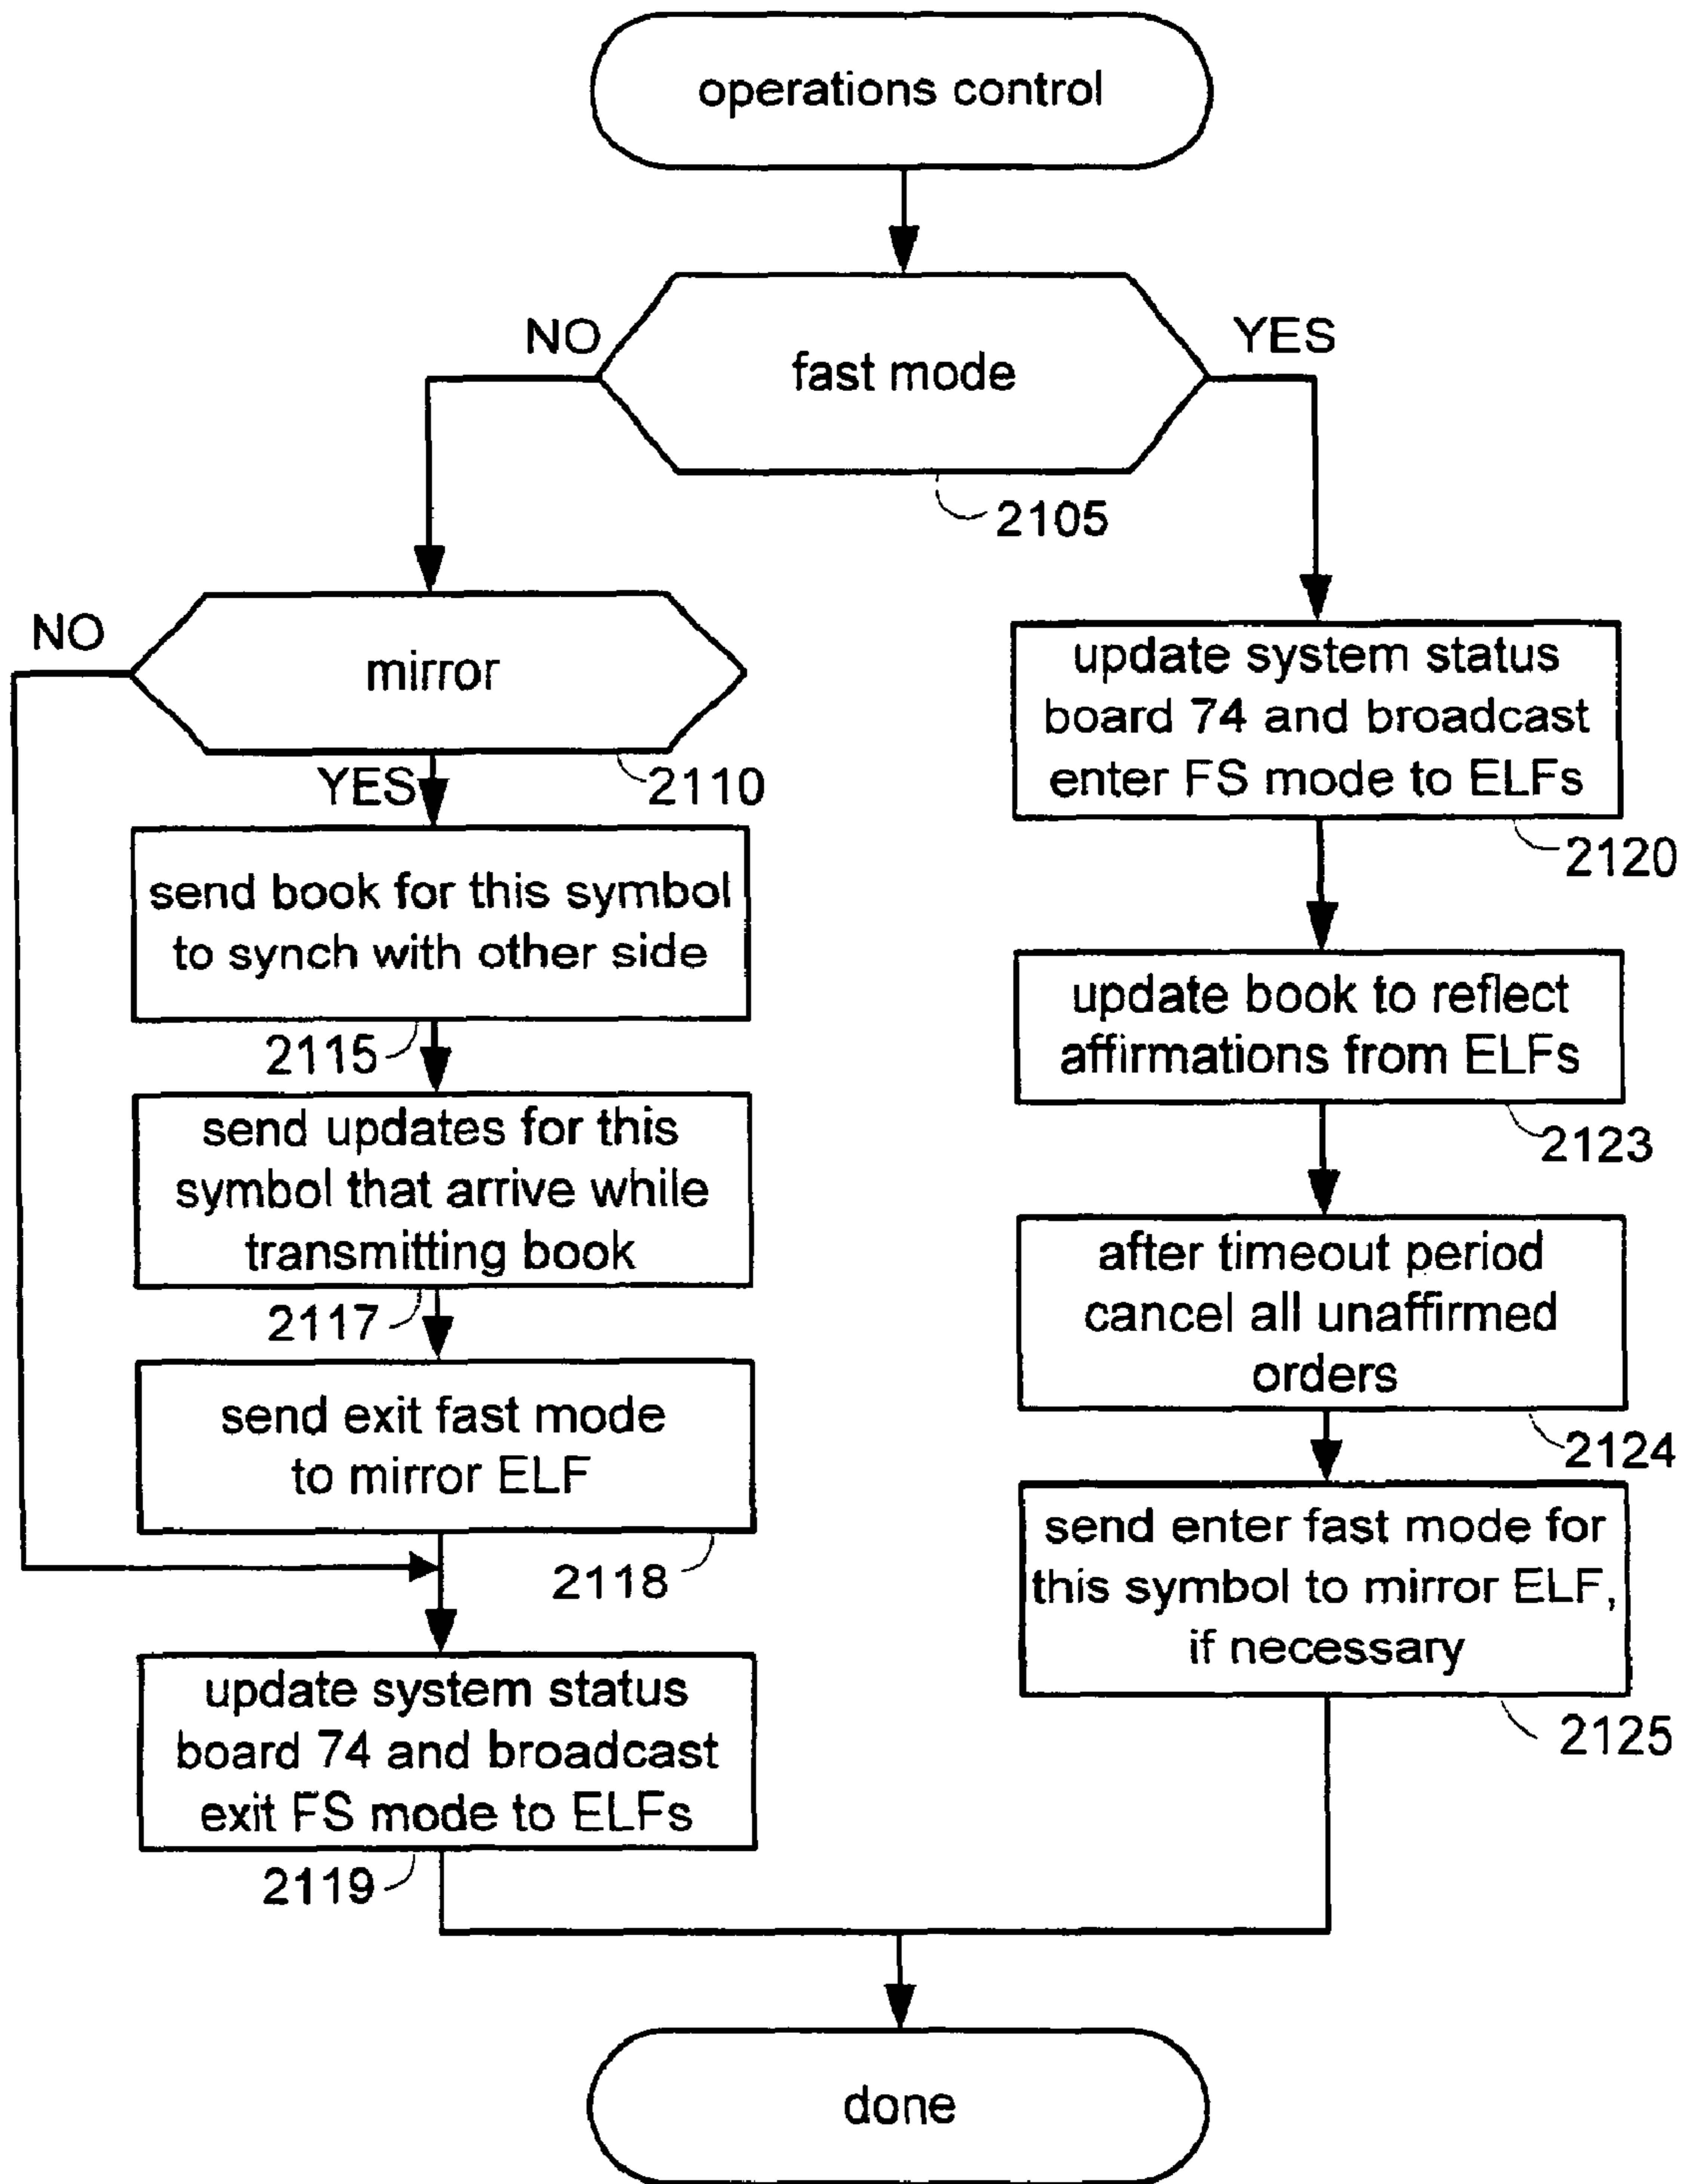 operations control
NO
YES
fast mode
2105
NO
mirror
YES
2110
update system status
board 74 and broadcast
enter FS mode to ELFs
2120
send book for this symbol
to synch with other side
2115
update book to reflect
affirmations from ELFs
2123
send updates for this
symbol that arrive while
transmitting book
2117
after timeout period
cancel all unaffirmed
orders
2124
send exit fast mode
to mirror ELF
2118
send enter fast mode for
this symbol to mirror ELF,
if necessary
2125
update system status
board 74 and broadcast
exit FS mode to ELFs
2119
done